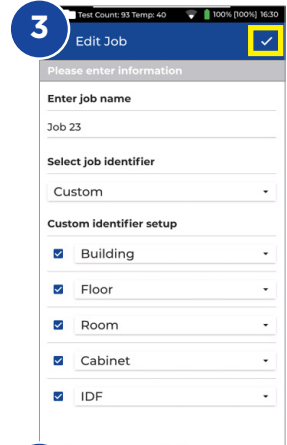 3
Test Count: 93 Temp: 40 100% [100%] 16:30
Edit Job
Please enter information
Enter job name
Job 23
Select job identifier
Custom
Custom identifier setup
Building
Floor
Room
Cabinet
IDF